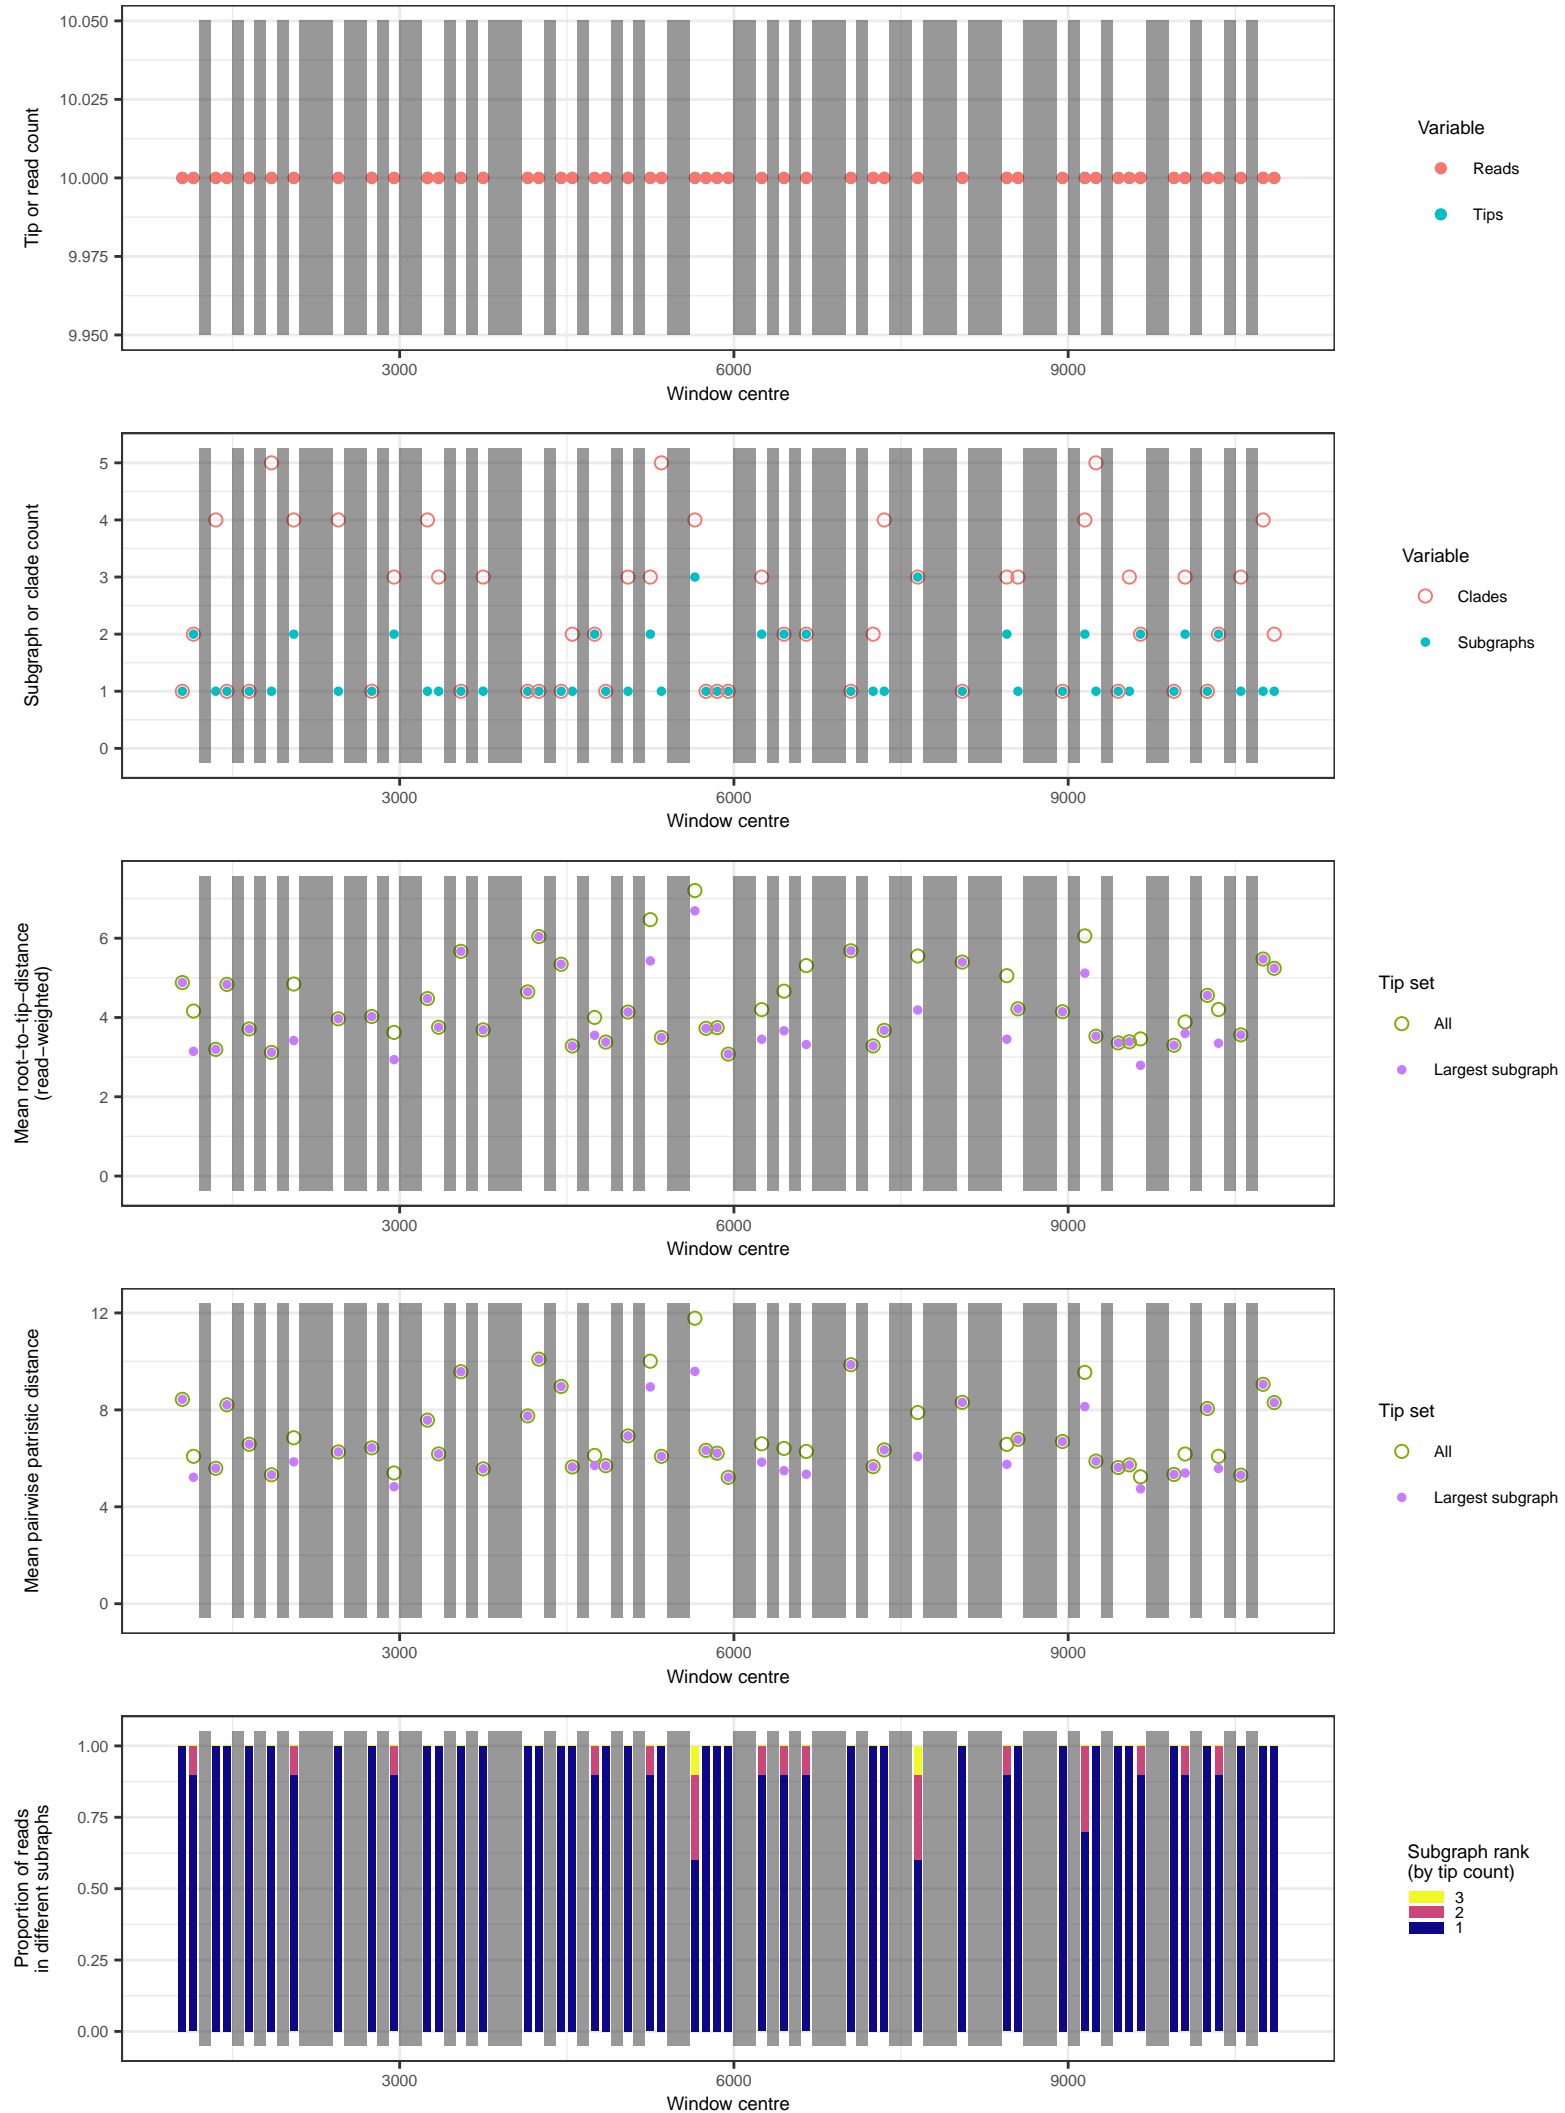 10.050
10.025
10.000
9.975
9.950
Tip or read count
3000 6000 9000
Window centre
Variable
Reads
Tips
5
4
3
2
1
0
Subgraph or clade count
3000 6000 9000
Window centre
Variable
Clades
Subgraphs
6
4
2
0
Mean root−to−tip−distance
(read−weighted)
3000 6000 9000
Window centre
Tip set
All
Largest subgraph
12
8
4
0
Mean pairwise patristic distance
3000 6000 9000
Window centre
Tip set
All
Largest subgraph
1.00
0.75
0.50
0.25
0.00
Proportion of reads
in different subraphs
3000 6000 9000
Window centre
Subgraph rank
(by tip count)
3
2
1